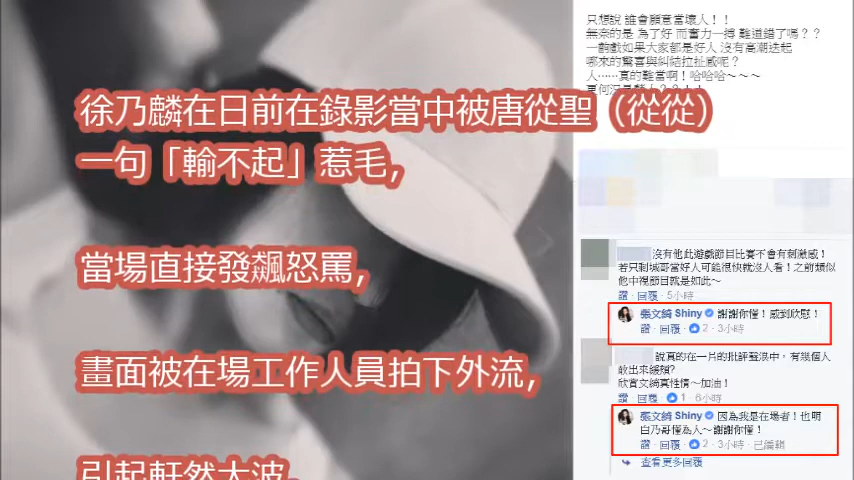 徐乃麟在日前在錄影當中被唐從聖（從從）
一句「輸不起」惹毛，
當場直接發飆怒罵，
畫面被在場工作人員拍下外流，
引起軒然大波，
只想說 誰會願意當壞人！！
無奈的是 為了好 而奮力一搏 難道錯了嗎？？
一齣戲如果大家都是好人 沒有高潮迭起
哪來的驚喜與糾結拉扯感呢？
人……真的難當啊！哈哈哈～～～
沒有他此遊戲節目比賽不會有刺激感！
若只剩城哥當好人可能很快就沒人看！之前類似
他中視節目就是如此～
讚 · 回覆 · 5小時
張文綺 Shiny 謝謝你懂！感到欣慰！
讚 · 回覆 · 2 · 3小時
說真的在一片的批評聲浪中，有幾個人
敢出來緩頰？
欣賞文綺真性情～加油！
讚 · 回覆 · 1 · 6小時
張文綺 Shiny 因為我是在場者！也明
白乃哥懂為人～謝謝你懂！
讚 · 回覆 · 2 · 3小時 · 已編輯
查看更多回覆